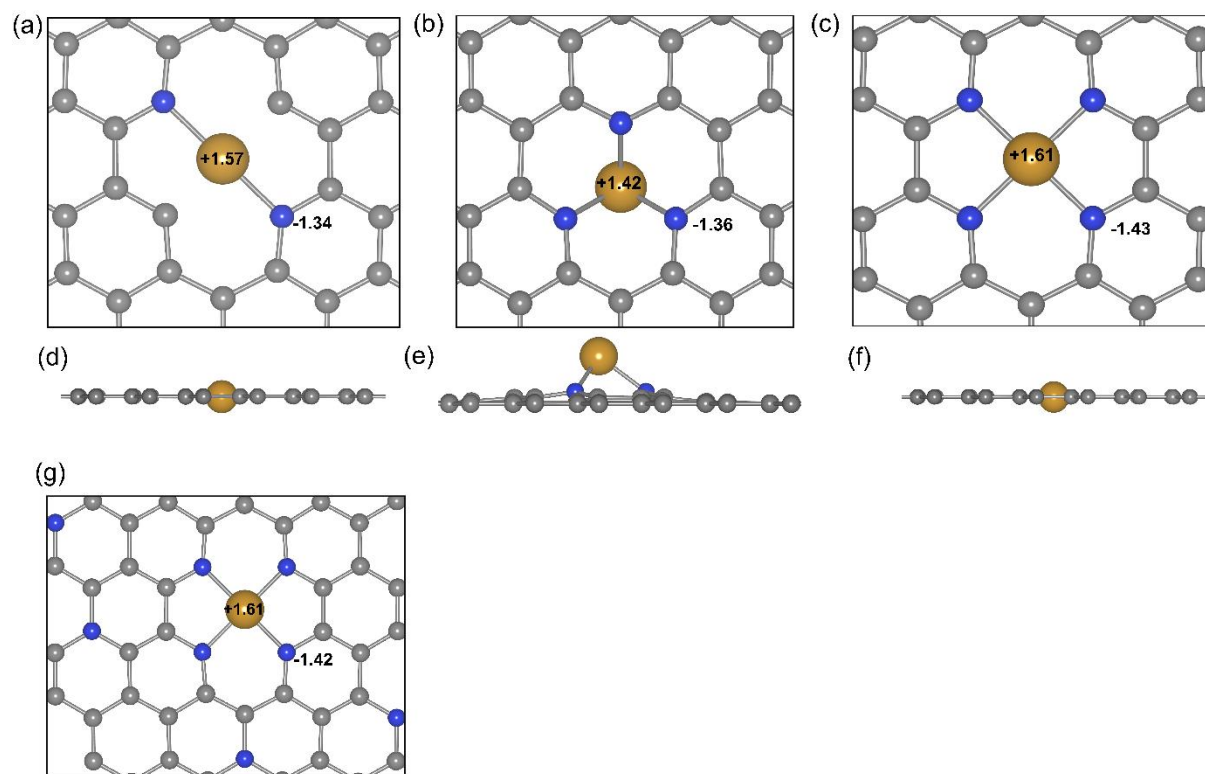 (a)
+1.57
-1.34
(b)
+1.42
-1.36
(c)
+1.61
-1.43
(d)
(e)
(f)
(g)
+1.61
-1.42